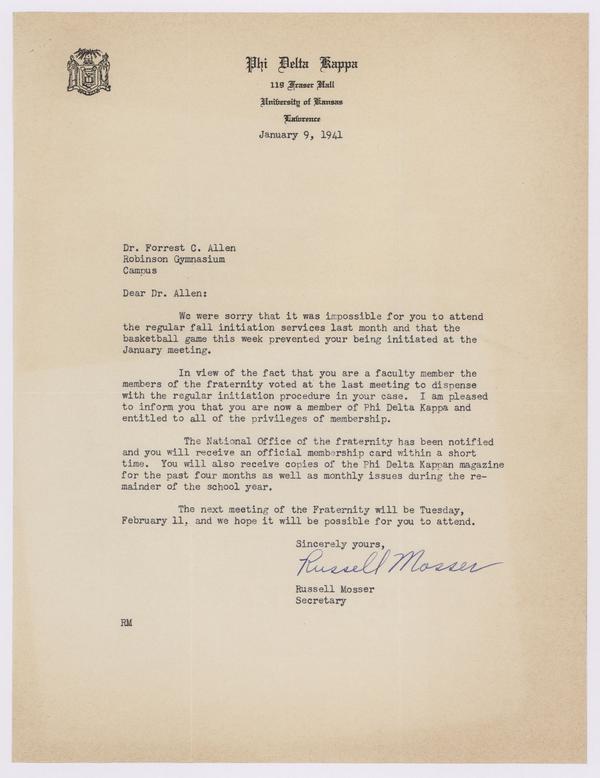 Phi Delta Kappa
119 Fraser Hall
University of Kansas
Lawrence
January 9, 1941
Dr. Forrest C. Allen
Robinson Gymnasium
Campus
Dear Dr. Allen:
We were sorry that it was impossible for you to attend
the regular fall initiation services last month and that the
basketball game this week prevented your being initiated at the
January meeting.
In view of the fact that you are a faculty member the
members of the fraternity voted at the last meeting to dispense
with the regular initiation procedure in your case. I am pleased
to inform you that you are now a member of Phi Delta Kappa and
entitled to all of the privileges of membership.
The National Office of the fraternity has been notified
and you will receive an official membership card within a short
time. You will also receive copies of the Phi Delta Kappan magazine
for the past four months as well as monthly issues during the re-
mainder of the school year.
The next meeting of the Fraternity will be Tuesday,
February 11, and we hope it will be possible for you to attend.
Sincerely yours,
Russell Mosser
Russell Mosser
Secretary
RM